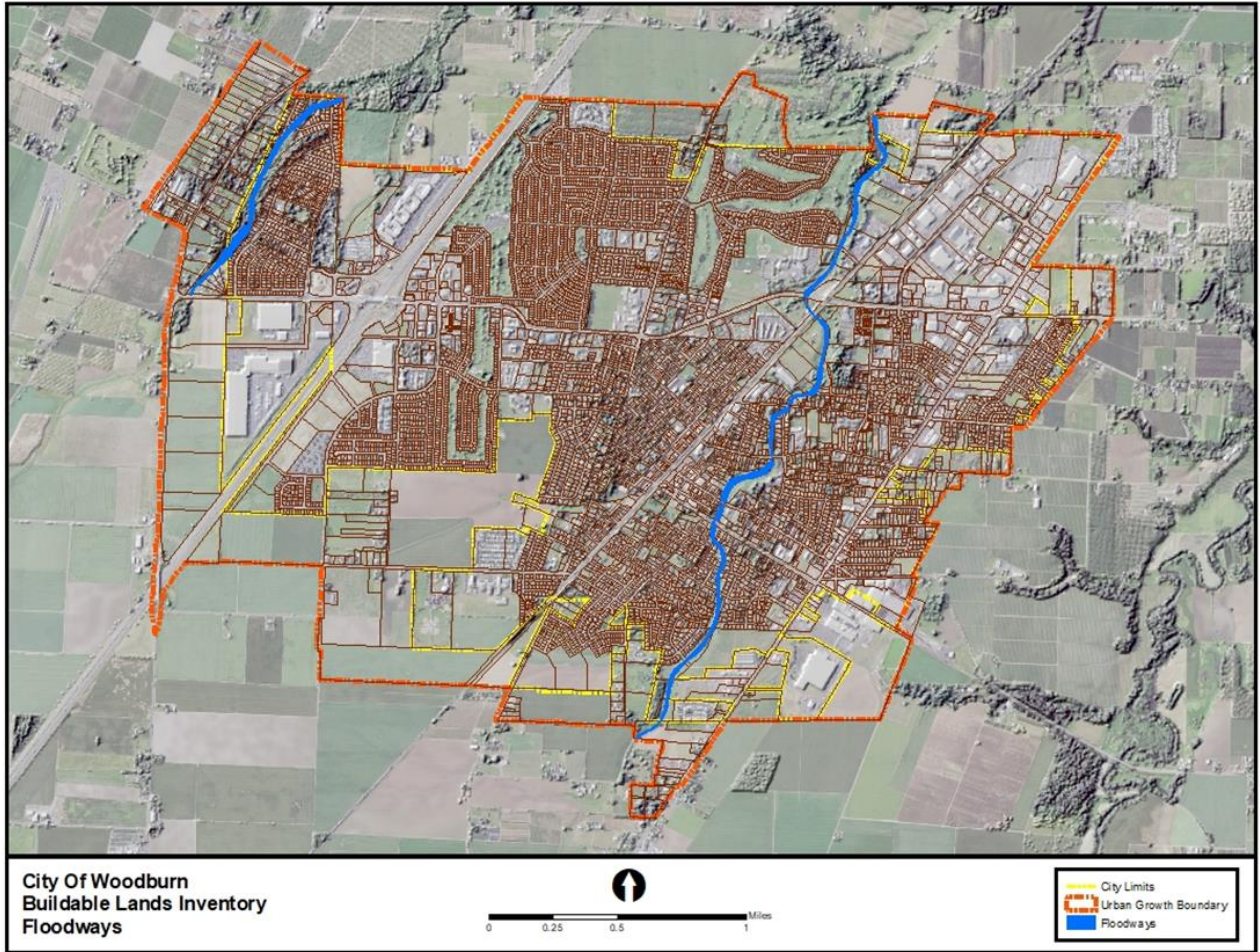 City Of Woodburn
Buildable Lands Inventory
Floodways
Miles
0 0.25 0.5 1
City Limits
Urban Growth Boundary
Floodways